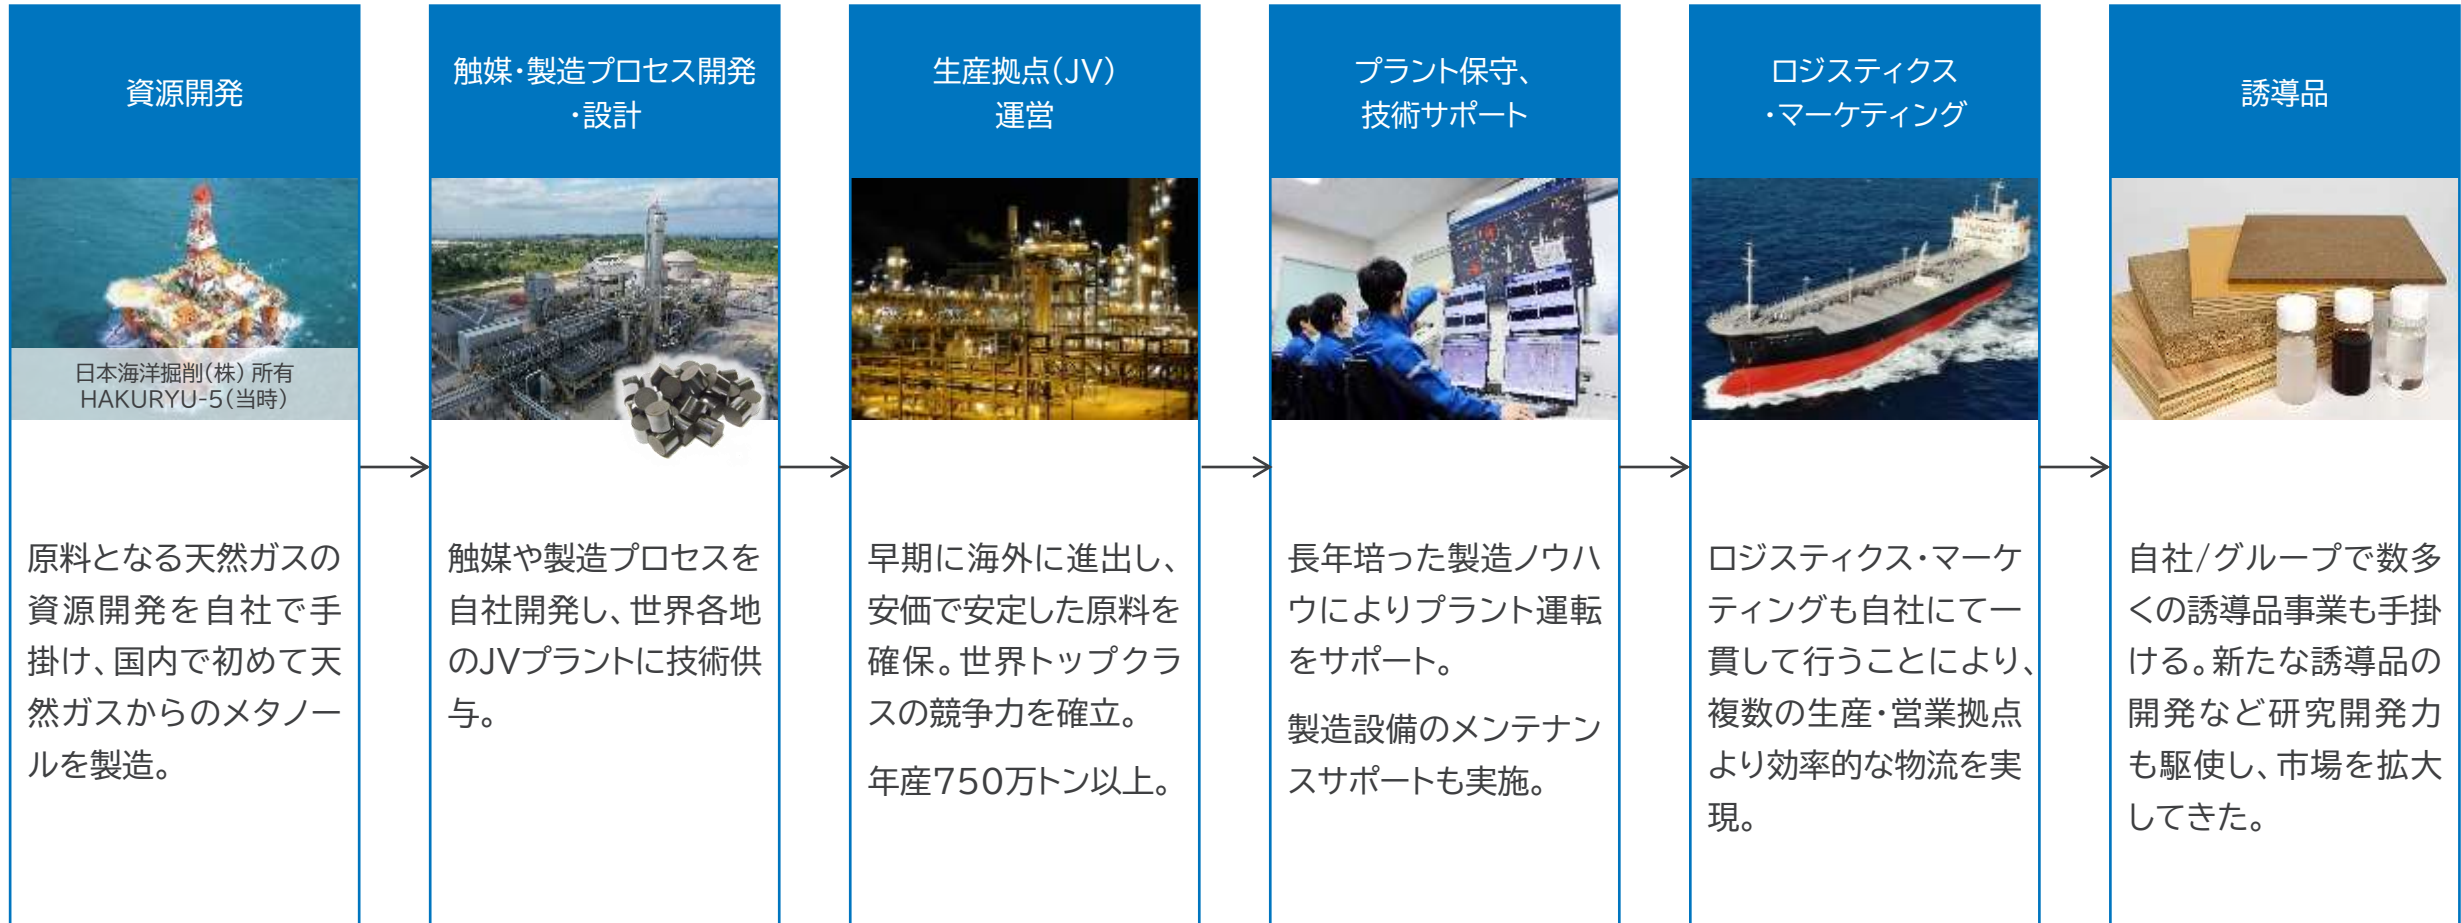 資源開発
日本海洋掘削(株) 所有
HAKURYU-5(当時)
原料となる天然ガスの
資源開発を自社で手
掛け、国内で初めて天
然ガスからのメタノー
ルを製造。
触媒・製造プロセス開発
・設計
触媒や製造プロセスを
自社開発し、世界各地
のJVプラントに技術供
与。
生産拠点(JV)
運営
早期に海外に進出し、
安価で安定した原料を
確保。世界トップクラ
スの競争力を確立。
年産750万トン以上。
プラント保守、
技術サポート
長年培った製造ノウハ
ウによりプラント運転
をサポート。
製造設備のメンテナン
スサポートも実施。
ロジスティクス
・マーケティング
ロジスティクス・マーケ
ティングも自社にて一
貫して行うことにより、
複数の生産・営業拠点
より効率的な物流を実
現。
誘導品
自社/グループで数多
くの誘導品事業も手掛
ける。新たな誘導品の
開発など研究開発力
も駆使し、市場を拡大
してきた。